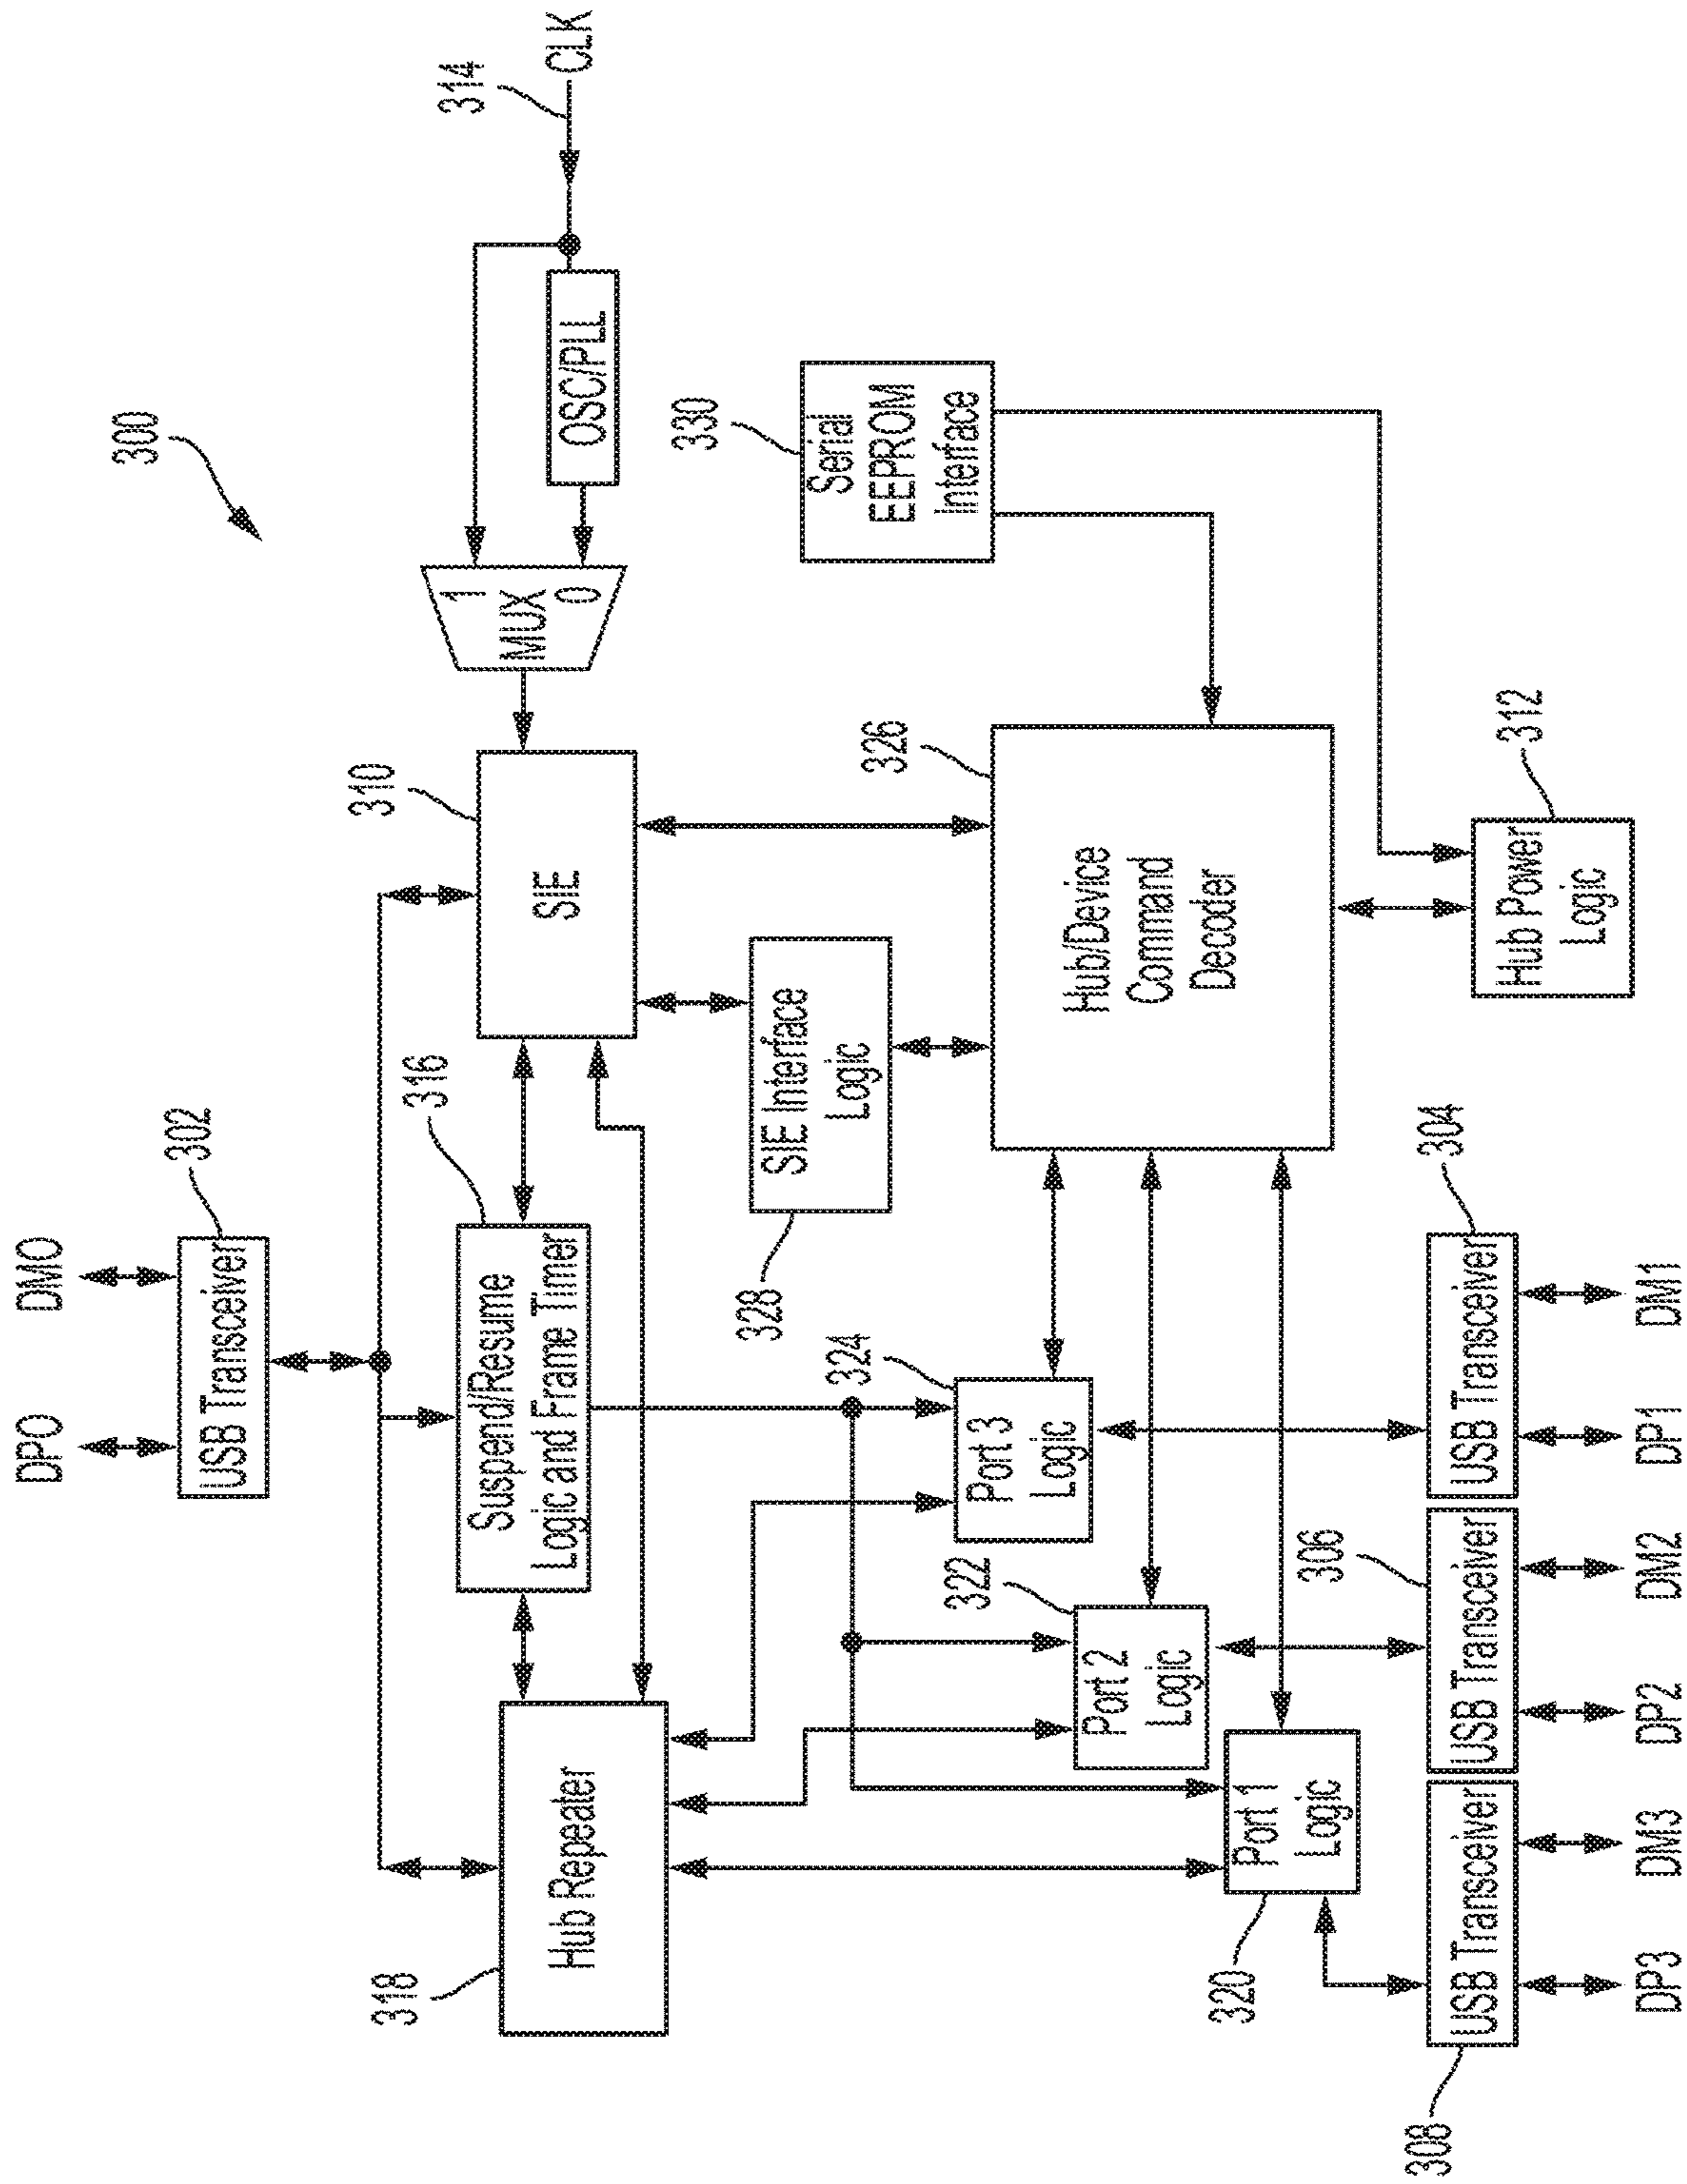 300
DPO
DMO
USB Transceiver
302
318
Hub Repeater
Suspend/Resume
Logic and Frame Timer
316
SIE
310
1
MUX
0
OSC/PLL
314
CLK
SIE Interface
Logic
328
Serial
EEPROM
Interface
330
Hub/Device
Command
Decoder
326
Port 3
Logic
324
Port 2
Logic
322
Port 1
Logic
320
Hub Power
Logic
312
308
USB Transceiver
306
USB Transceiver
304
USB Transceiver
DP3
DM3
DP2
DM2
DP1
DM1